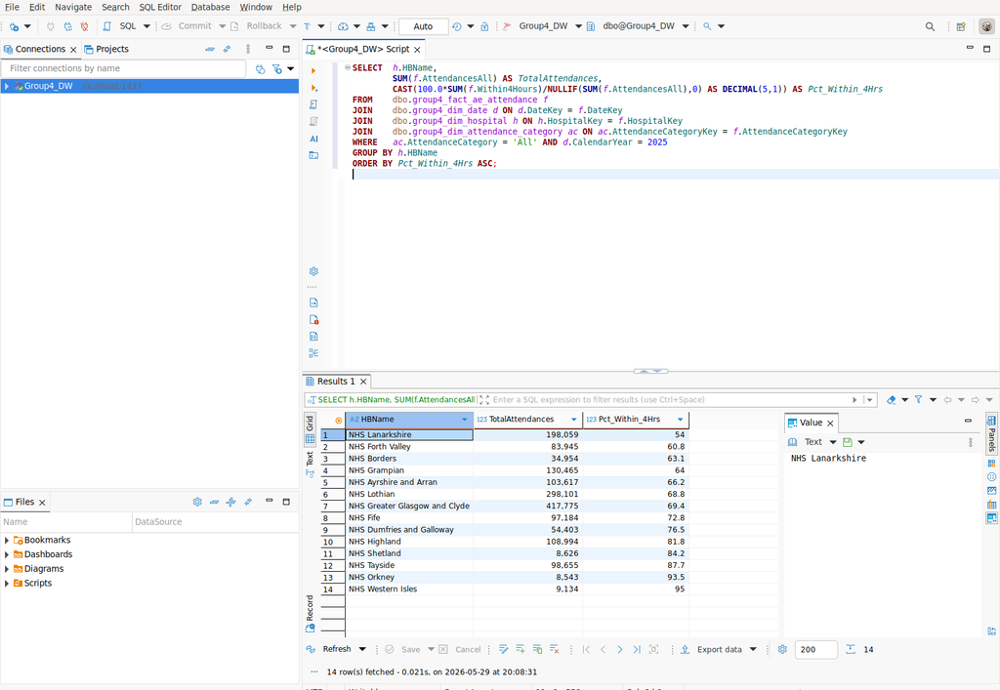 File Edit Navigate Search SQL Editor Database Window Help
SQL Commit Rollback T Auto Group4_DW dbo@Group4_DW
Connections Projects
Filter connections by name
Group4_DW
Files
Name DataSource
Bookmarks
Dashboards
Diagrams
Scripts
*<Group4_DW> Script
SELECT h.HBName,
SUM(f.AttendancesAll) AS TotalAttendances,
CAST(100.0*SUM(f.Within4Hours)/NULLIF(SUM(f.AttendancesAll),0) AS DECIMAL(5,1)) AS Pct_Within_4Hrs
FROM dbo.group4_fact_ae_attendance f
JOIN dbo.group4_dim_date d ON d.DateKey = f.DateKey
JOIN dbo.group4_dim_hospital h ON h.HospitalKey = f.HospitalKey
JOIN dbo.group4_dim_attendance_category ac ON ac.AttendanceCategoryKey = f.AttendanceCategoryKey
WHERE ac.AttendanceCategory = 'All' AND d.CalendarYear = 2025
GROUP BY h.HBName
ORDER BY Pct_Within_4Hrs ASC;
AI
Results 1
SELECT h.HBName, SUM(f.AttendancesAll Enter a SQL expression to filter results (use Ctrl+Space)
Grid
Text
Record
AZ HBName 123 TotalAttendances 123 Pct_Within_4Hrs
1 NHS Lanarkshire 198,059 54
2 NHS Forth Valley 83,945 60.8
3 NHS Borders 34,954 63.1
4 NHS Grampian 130,465 64
5 NHS Ayrshire and Arran 103,617 66.2
6 NHS Lothian 298,101 68.8
7 NHS Greater Glasgow and Clyde 417,775 69.4
8 NHS Fife 97,184 72.8
9 NHS Dumfries and Galloway 54,403 76.5
10 NHS Highland 108,994 81.8
11 NHS Shetland 8,626 84.2
12 NHS Tayside 98,655 87.7
13 NHS Orkney 8,543 93.5
14 NHS Western Isles 9,134 95
Value
Text
NHS Lanarkshire
Panels
Refresh Save Cancel Export data 200 14
14 row(s) fetched - 0.021s, on 2026-05-29 at 20:08:31